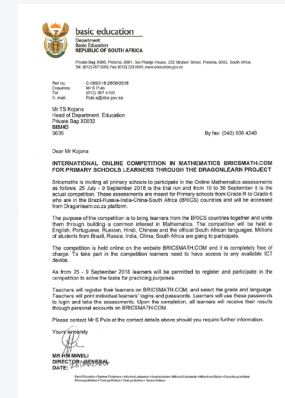 basic education
Department:
Basic Education
REPUBLIC OF SOUTH AFRICA
Private Bag X895, Pretoria, 0001, Sol Plaatje House, 222 Struben Street, Pretoria, 0002, South Africa
Ref no:
Enquiries: Mr S Pule
Tel: (012) 357 4100
E-mail:
Mr TS Kojana
Head of Department: Education
Private Bag X0032
BISHO
5605 By fax: (040) 608 4249
Dear Mr Kojana
INTERNATIONAL ONLINE COMPETITION IN MATHEMATICS BRICSMATH.COM
FOR PRIMARY SCHOOLS LEARNERS THROUGH THE DRAGONLEARN PROJECT
Bricsmaths is inviting all primary schools to participate in the Online Mathematics assessments
as follows: 25 July - 9 September 2018 is the trial run and from 10 to 30 September it is the
actual competition. These assessments are meant for Primary schools from Grade R to Grade 6
who are in the Brazil-Russia-India-China-South Africa (BRICS) countries and will be accessed
from Dragonlearn.co.za platform.
The purpose of the competition is to bring learners from the BRICS countries together and unite
them through building a common interest in Mathematics. The competition will be held in
English, Portuguese, Russian, Hindi, Chinese and the official South African languages. Millions
of students from Brazil, Russia, India, China, South Africa are going to participate.
The competition is held online on the website BRICSMATH.COM and it is completely free of
charge. To take part in the competition learners need to have access to any available ICT
device.
As from 25 - 9 September 2018 learners will be permitted to register and participate in the
competition to solve the tasks for practicing purposes.
Teachers will register their learners on BRICSMATH.COM, and select the grade and language.
Teachers will print individual learners' logins and passwords. Learners will use these passwords
to login and take the assessments. Upon the completion, all learners will receive their results
through personal accounts on BRICSMATH.COM.
Please contact Mr S Pule at the contact details above should you require further information.
Yours sincerely
MR HM MWELI
DIRECTOR-GENERAL
DATE: